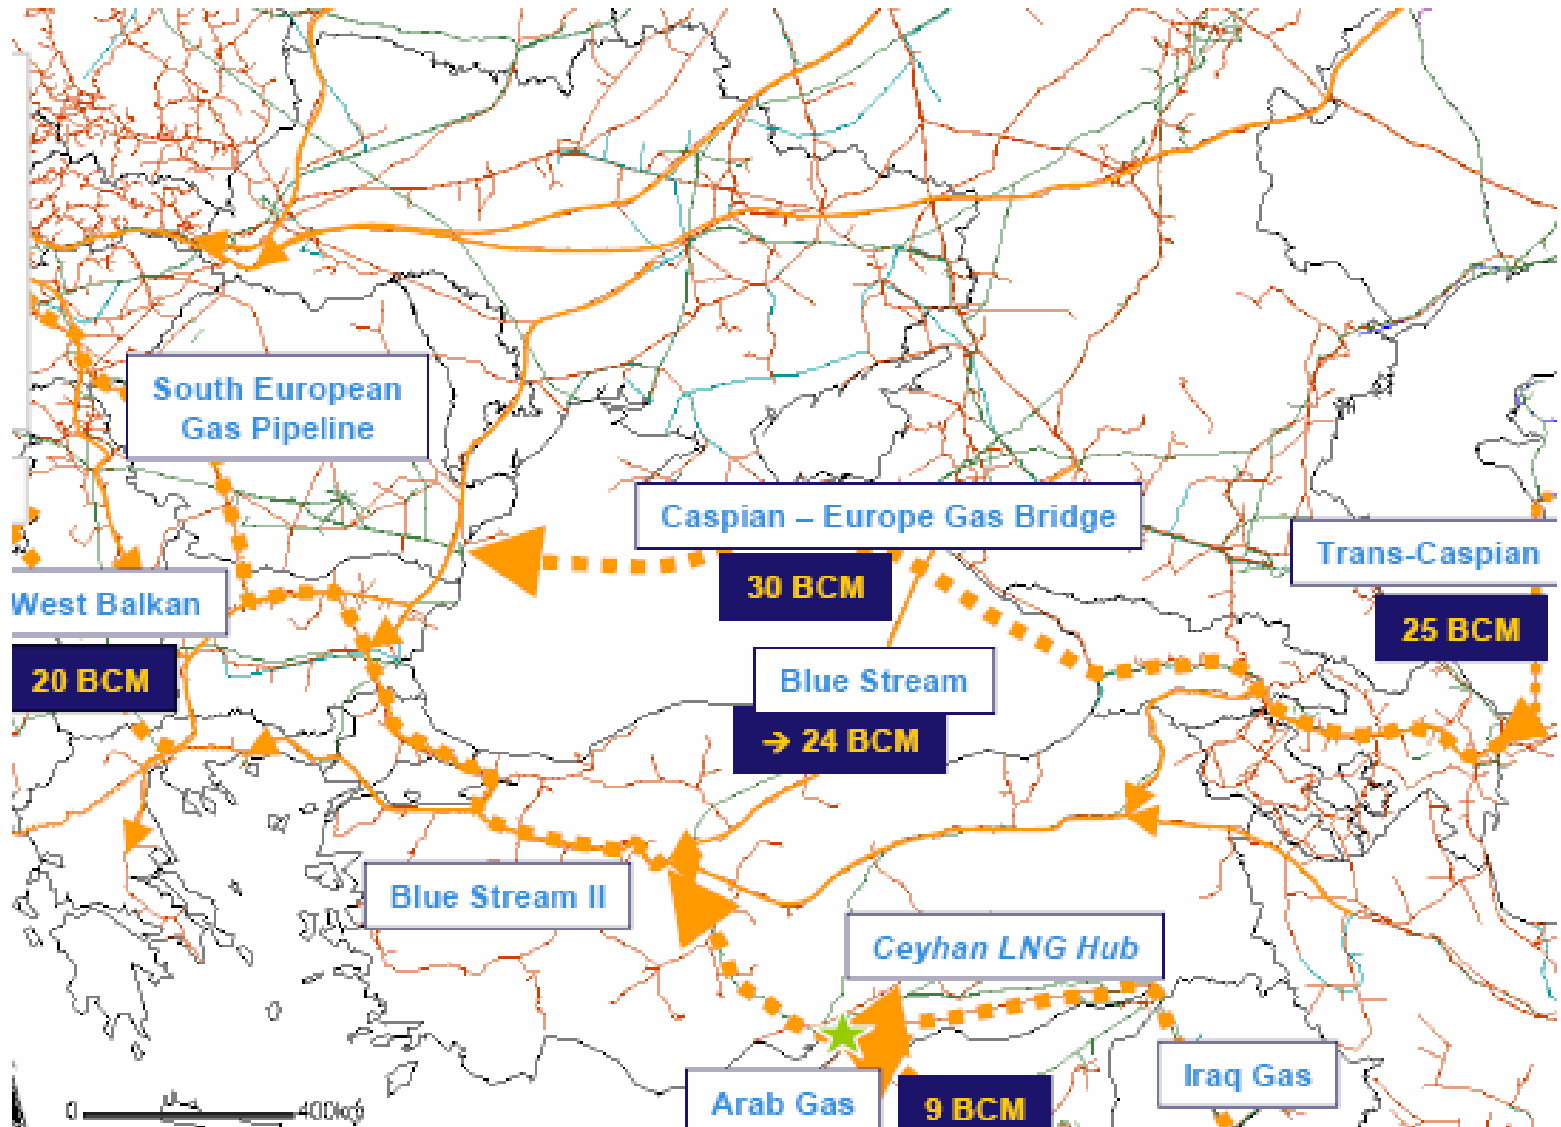 South European
Gas Pipeline
Caspian – Europe Gas Bridge
30 BCM
Trans-Caspian
25 BCM
West Balkan
20 BCM
Blue Stream
→ 24 BCM
Blue Stream II
Ceyhan LNG Hub
Iraq Gas
Arab Gas
9 BCM
0
400